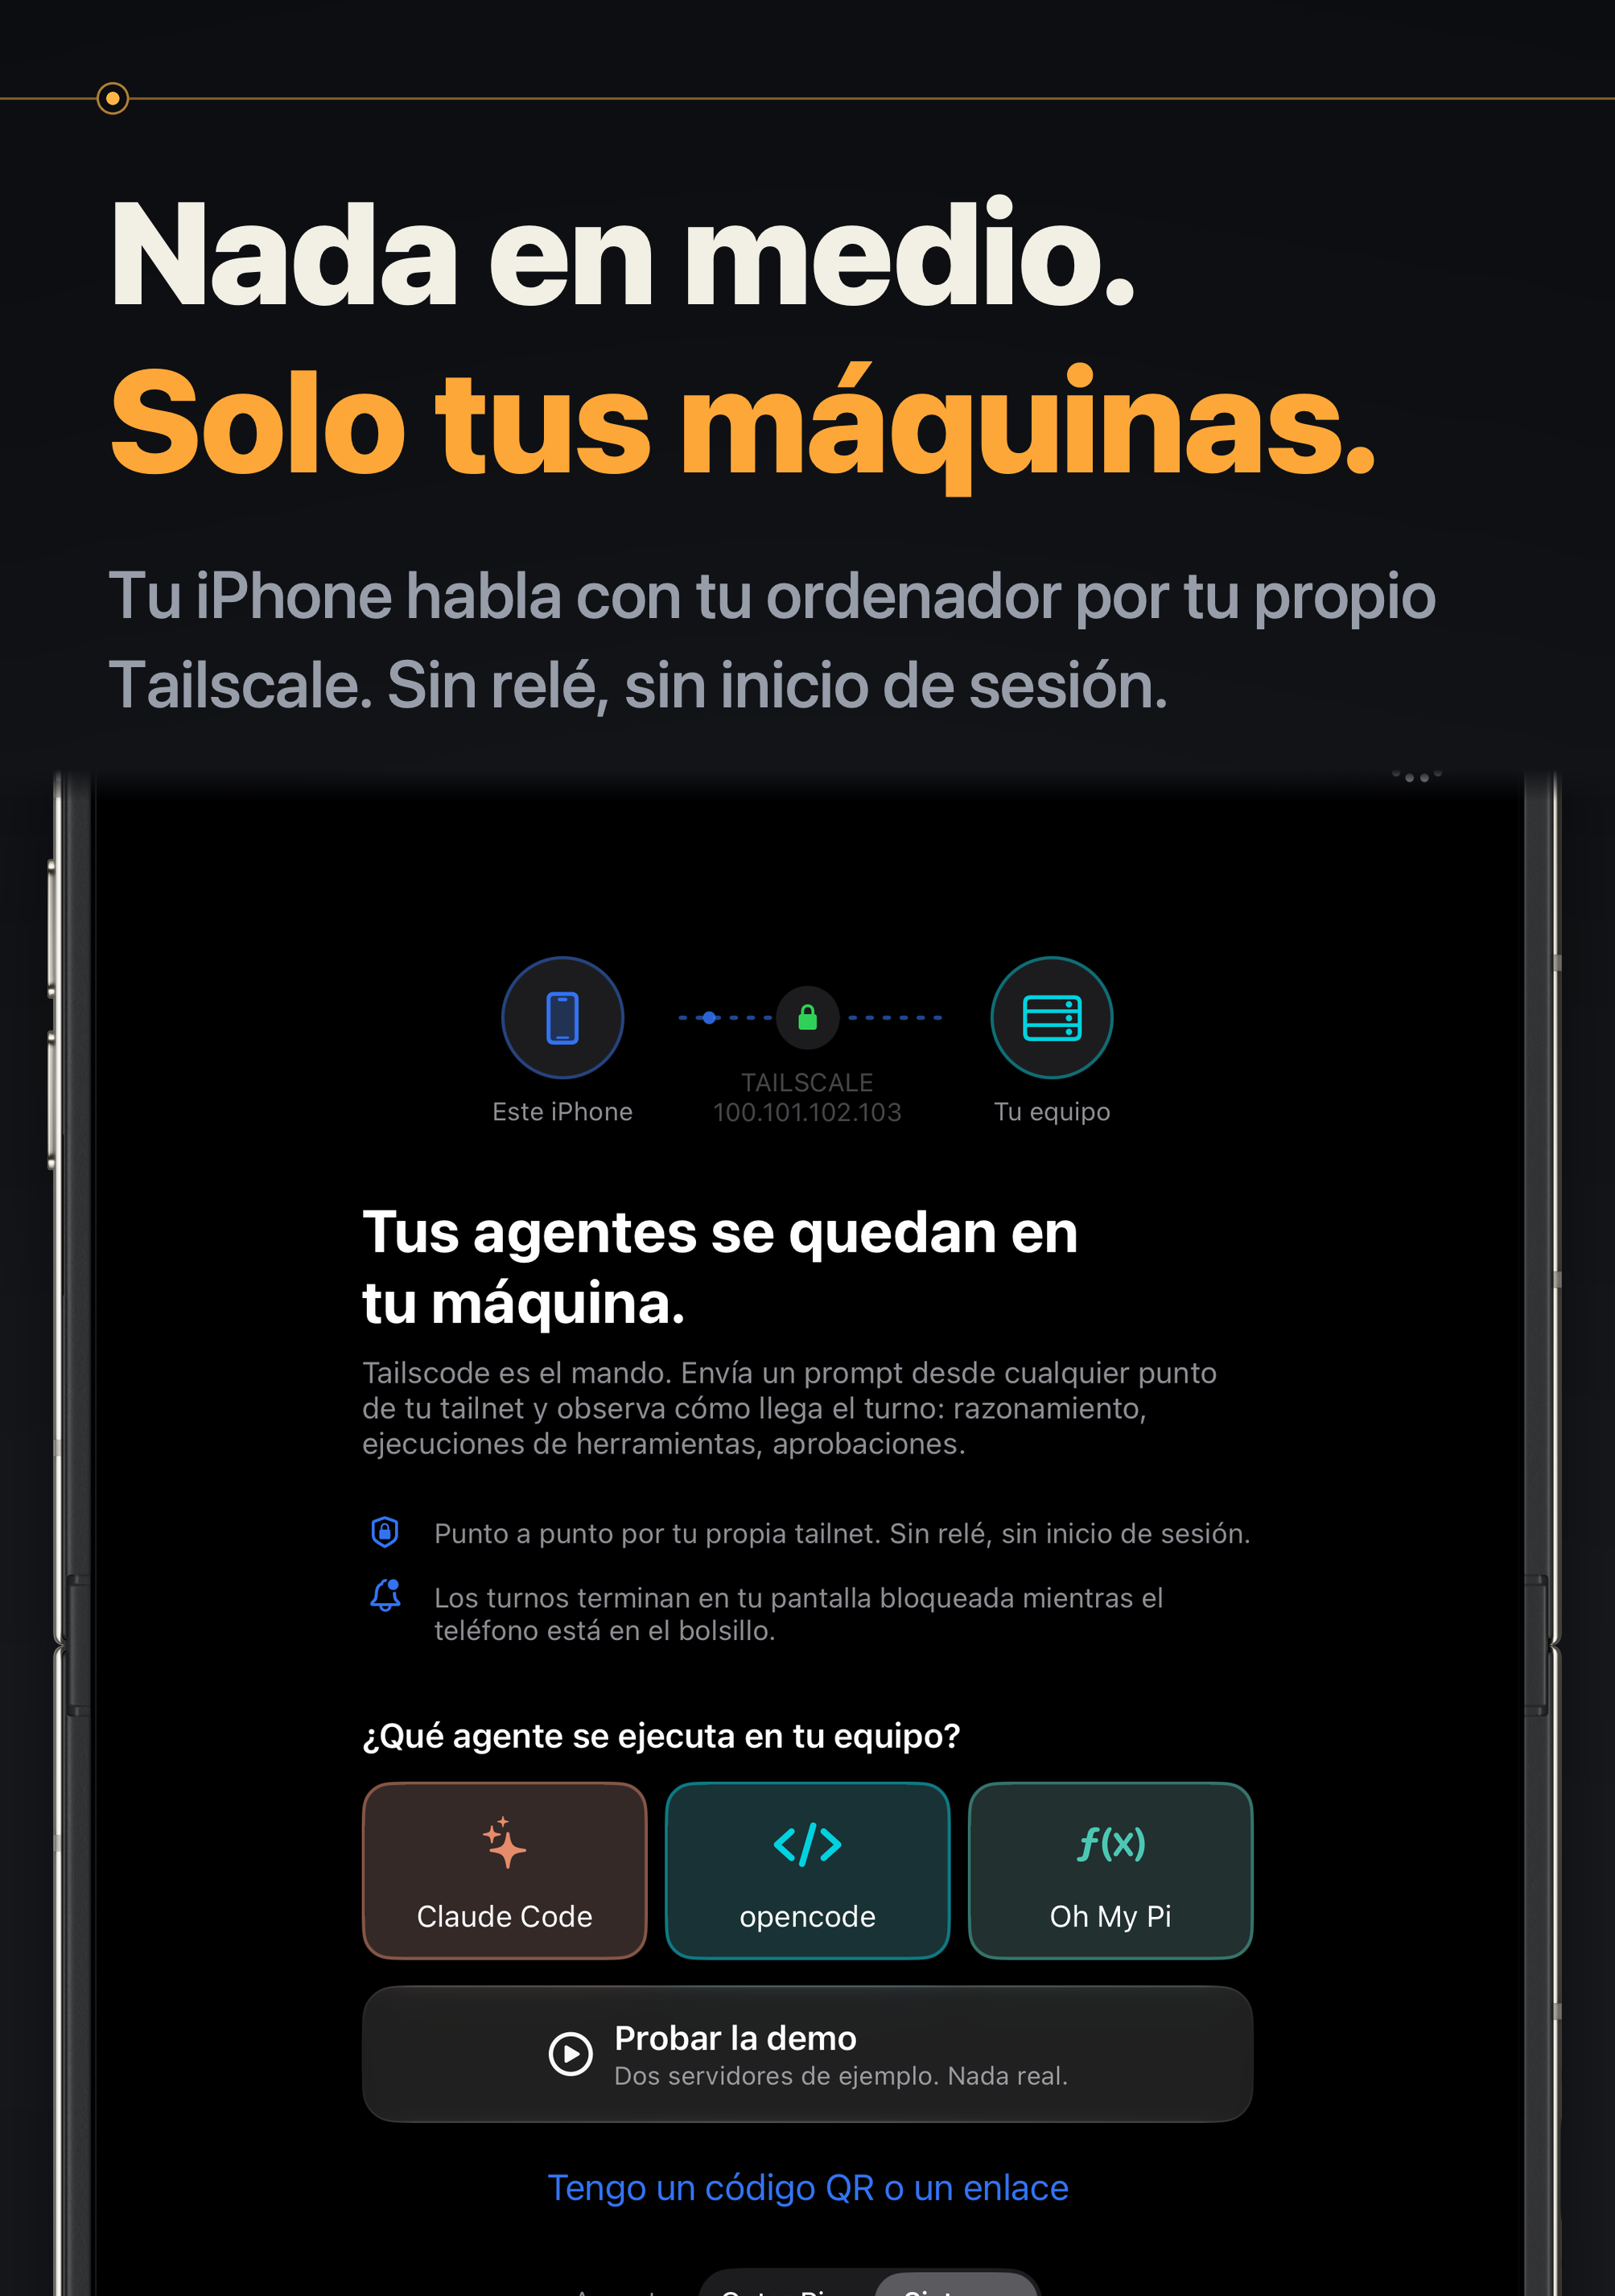 Nada en medio.
Solo tus máquinas.
Tu iPhone habla con tu ordenador por tu propio
Tailscale. Sin relé, sin inicio de sesión.
TAILSCALE
Este iPhone
100.101.102.103
Tu equipo
Tus agentes se quedan en
tu máquina.
Tailscode es el mando. Envía un prompt desde cualquier punto
de tu tailnet y observa cómo llega el turno: razonamiento,
ejecuciones de herramientas, aprobaciones.
Punto a punto por tu propia tailnet. Sin relé, sin inicio de sesión.
Los turnos terminan en tu pantalla bloqueada mientras el
teléfono está en el bolsillo.
¿Qué agente se ejecuta en tu equipo?
</>
ƒ(x)
Claude Code
opencode
Oh My Pi
Probar la demo
Dos servidores de ejemplo. Nada real.
Tengo un código QR o un enlace